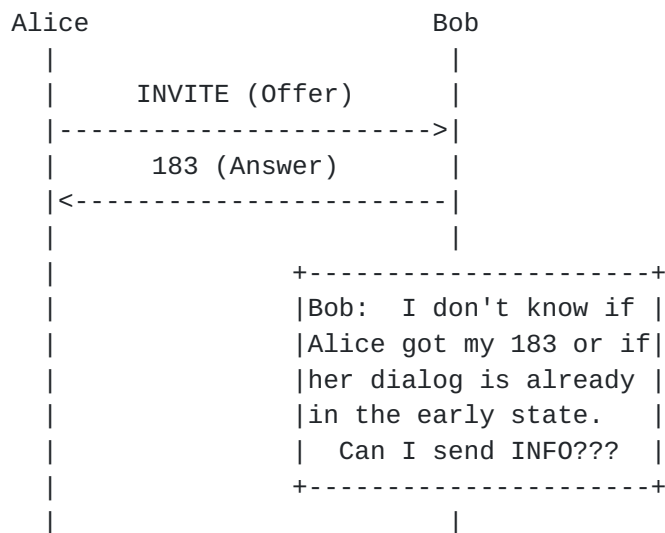 Alice Bob
INVITE (Offer)
183 (Answer)
Bob: I don't know if
Alice got my 183 or if
her dialog is already
in the early state.
Can I send INFO???